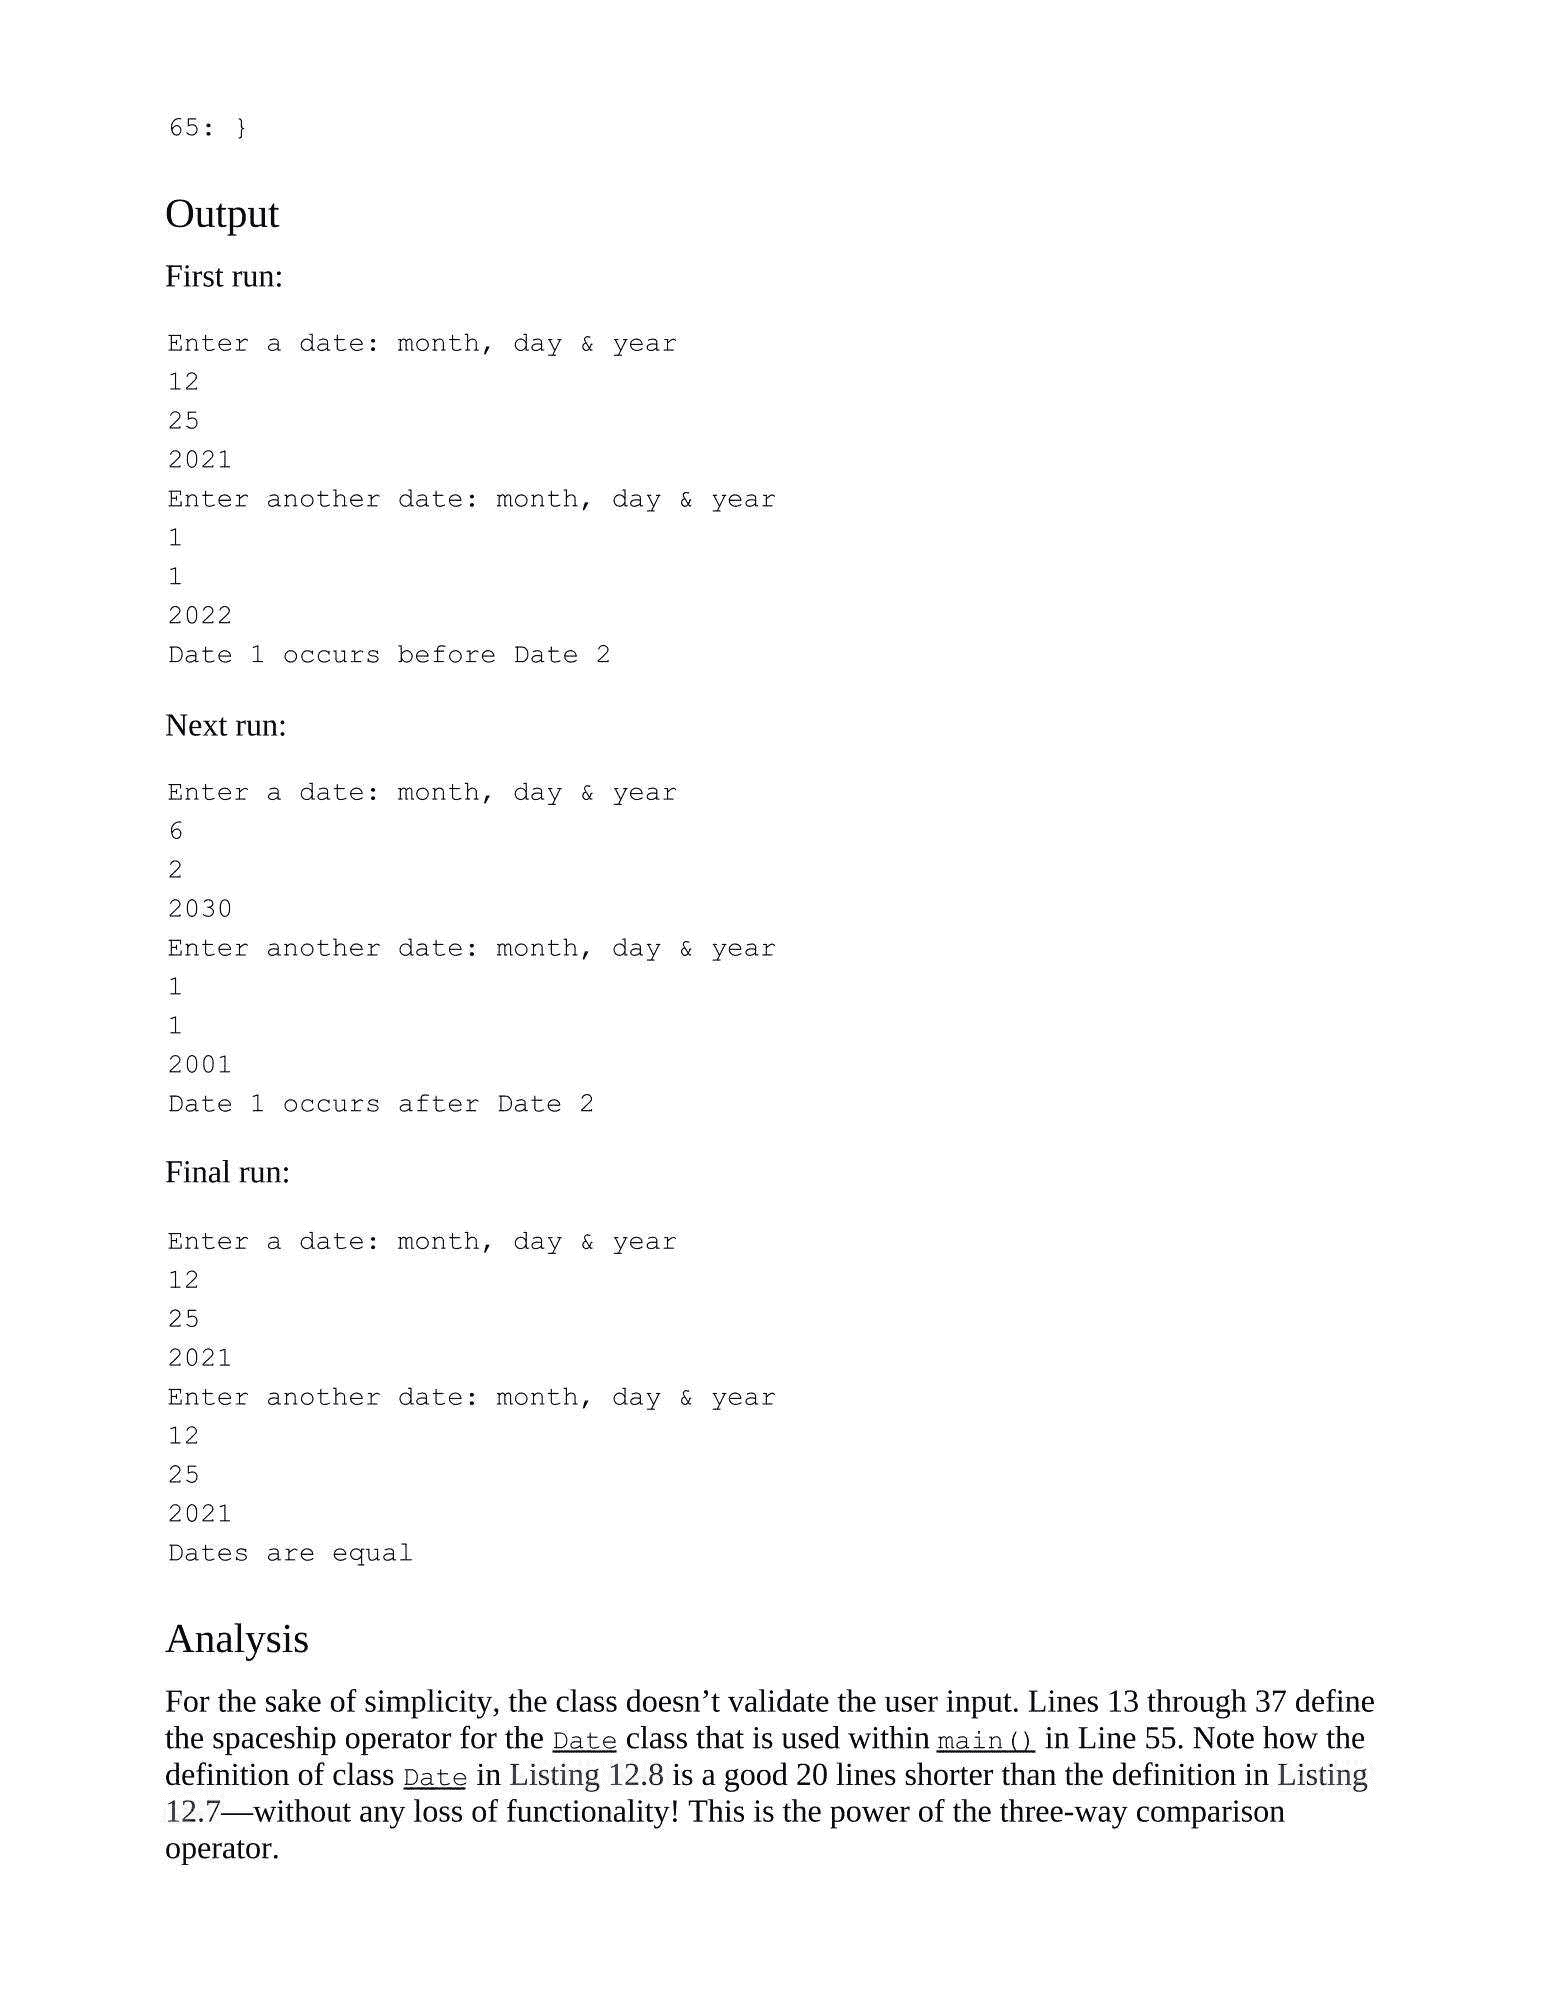 65: }
Output
First run:
Enter a date: month, day & year
12
25
2021
Enter another date: month, day & year
1
1
2022
Date 1 occurs before Date 2
Next run:
Enter a date: month, day & year
6
2
2030
Enter another date: month, day & year
1
1
2001
Date 1 occurs after Date 2
Final run:
Enter a date: month, day & year
12
25
2021
Enter another date: month, day & year
12
25
2021
Dates are equal
Analysis
For the sake of simplicity, the class doesn’t validate the user input. Lines 13 through 37 define
the spaceship operator for the Date class that is used within main() in Line 55. Note how the
definition of class Date in Listing 12.8 is a good 20 lines shorter than the definition in Listing
12.7—without any loss of functionality! This is the power of the three-way comparison
operator.